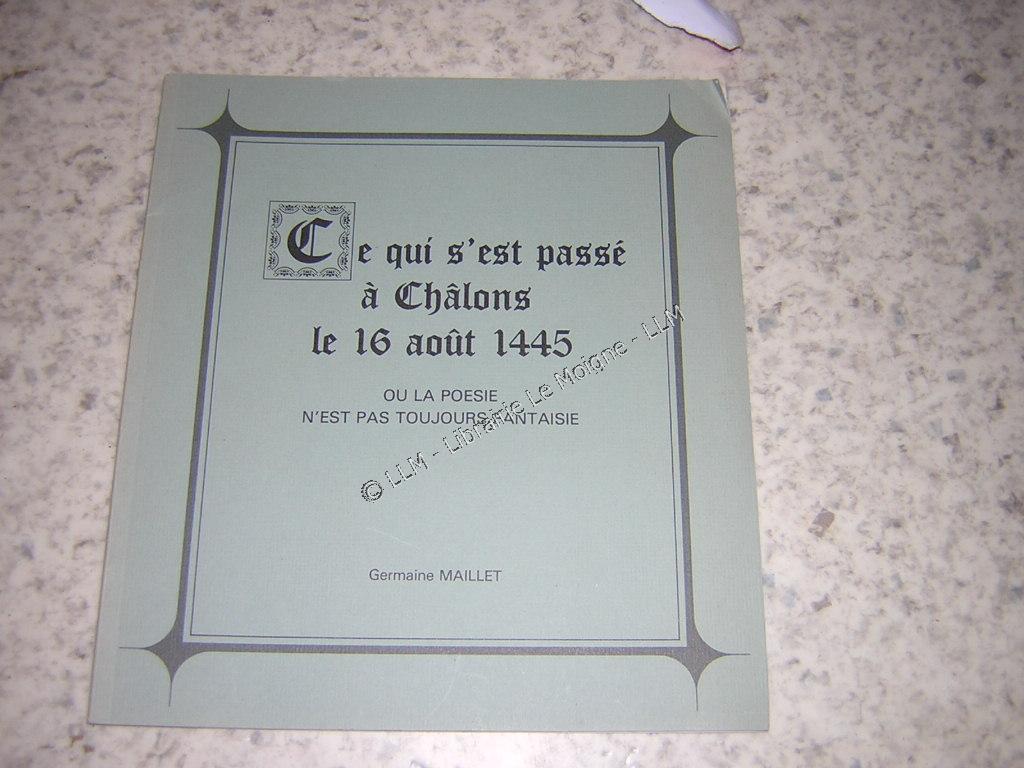 Ce qui s'est passé
à Châlons
le 16 août 1445
OU LA POESIE
N'EST PAS TOUJOURS FANTAISIE
© LLM - Librairie Le Moigne - LLM
Germaine MAILLET